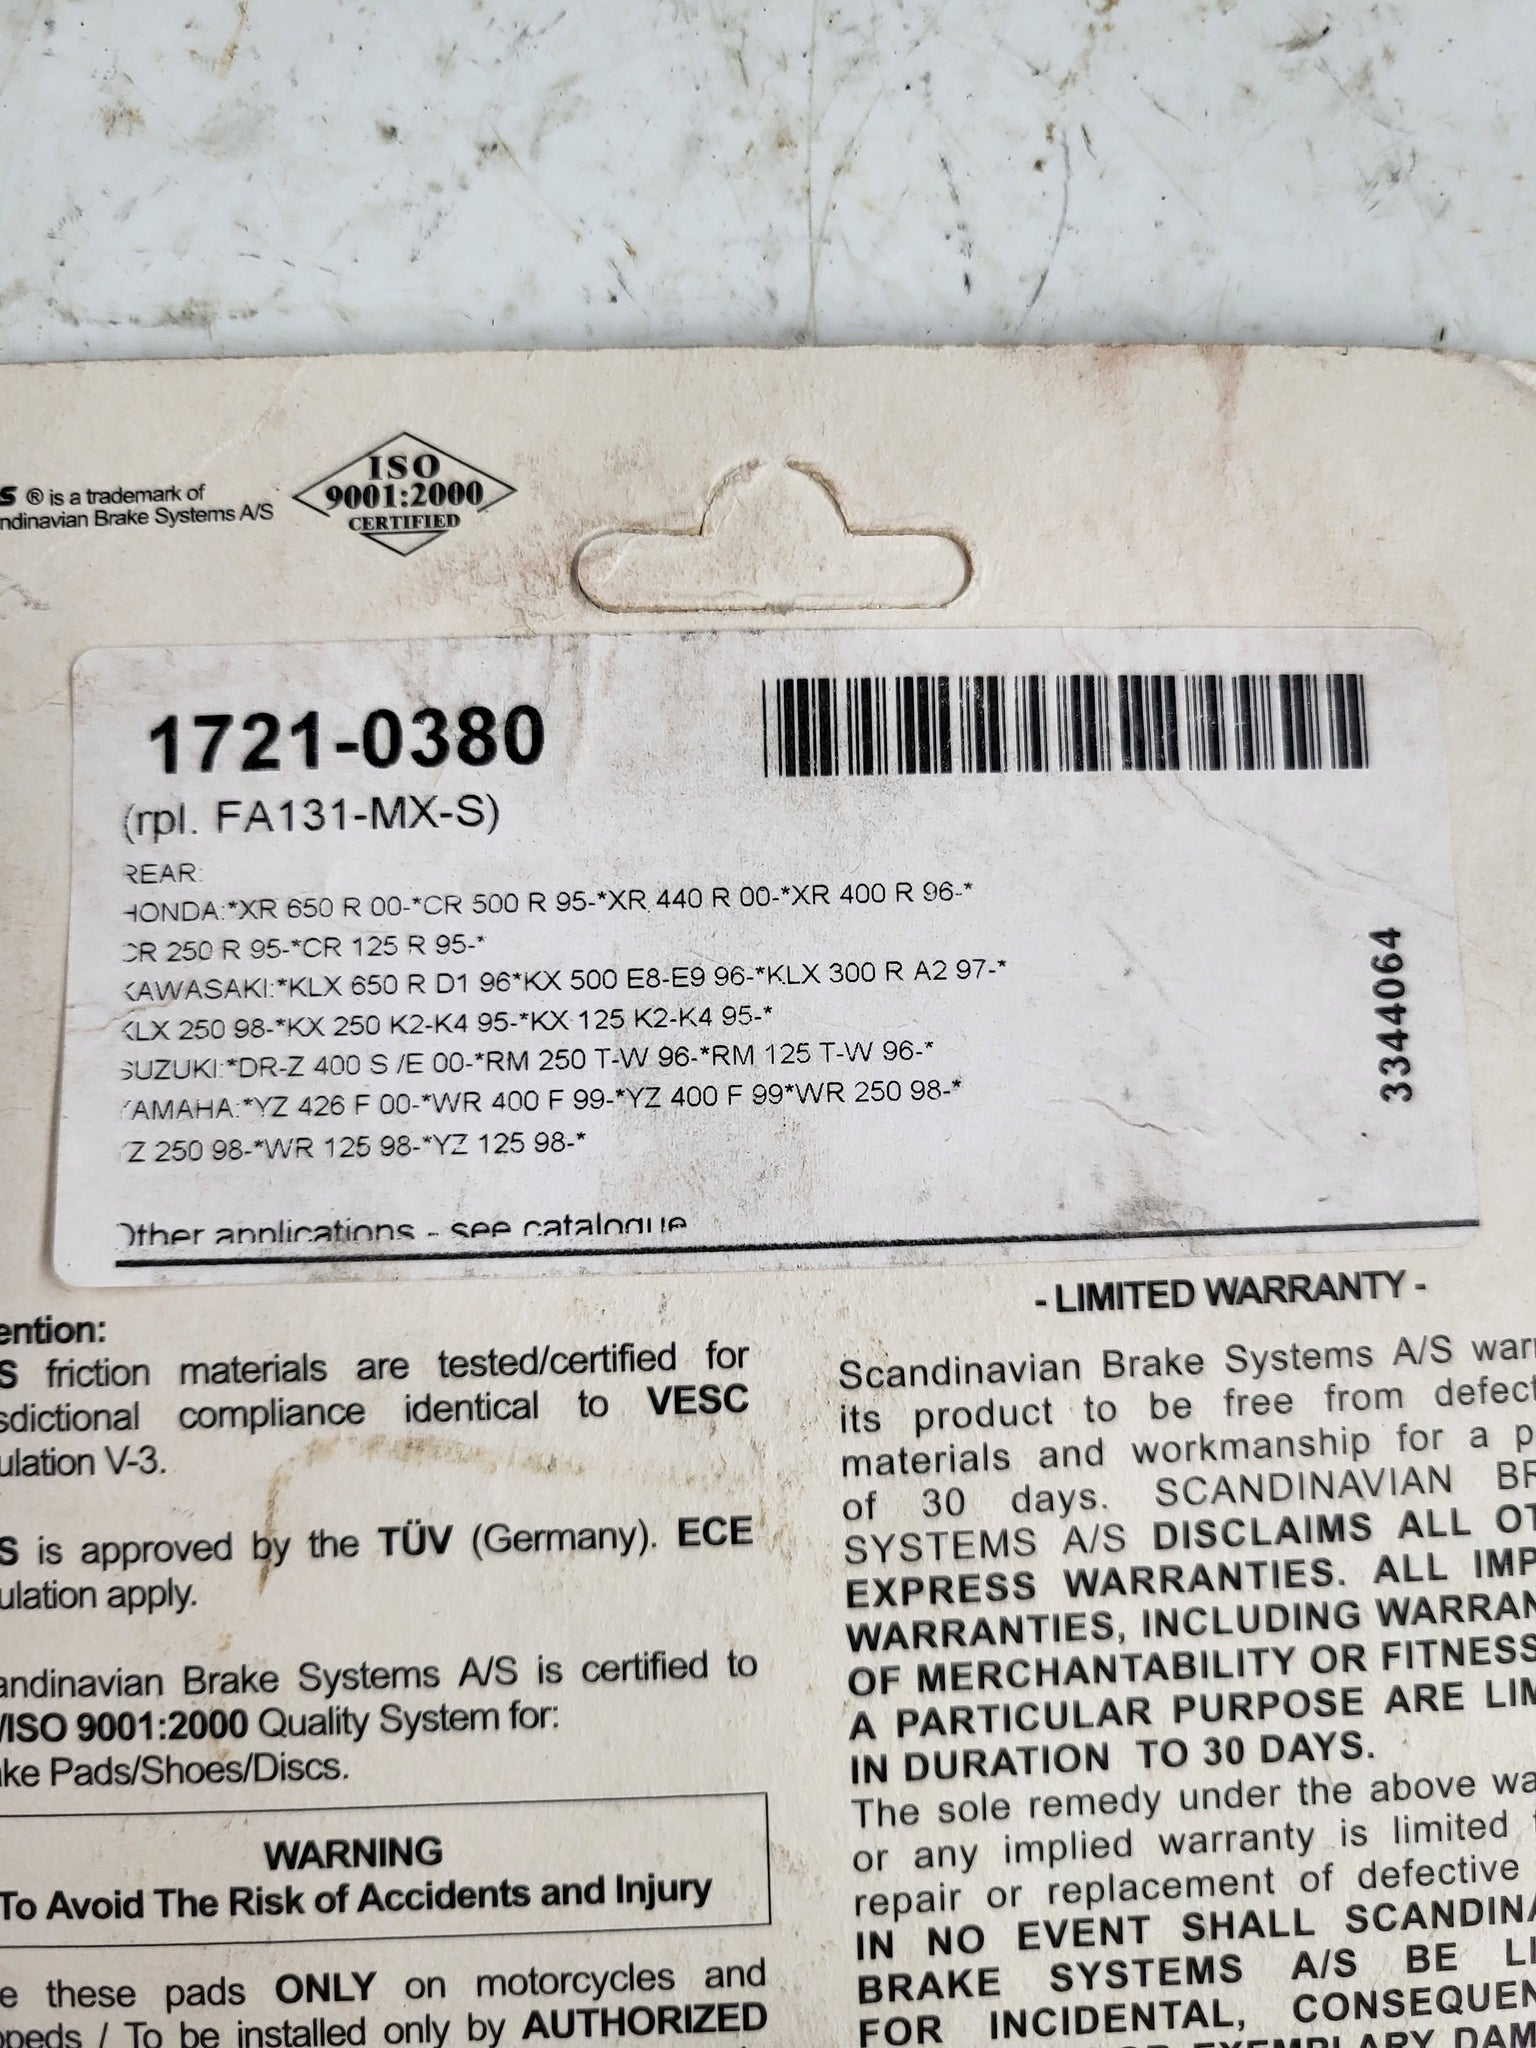 S ® is a trademark of
ndinavian Brake Systems A/S
ISO
9001:2000
CERTIFIED
1721-0380
(rpl. FA131-MX-S)
REAR:
HONDA:*XR 650 R 00-*CR 500 R 95-*XR 440 R 00-*XR 400 R 96-*
CR 250 R 95-*CR 125 R 95-*
KAWASAKI:*KLX 650 R D1 96*KX 500 E8-E9 96-*KLX 300 R A2 97-*
KLX 250 98-*KX 250 K2-K4 95-*KX 125 K2-K4 95-*
SUZUKI:*DR-Z 400 S /E 00-*RM 250 T-W 96-*RM 125 T-W 96-*
YAMAHA:*YZ 426 F 00-*WR 400 F 99-*YZ 400 F 99*WR 250 98-*
YZ 250 98-*WR 125 98-*YZ 125 98-*
Other applications - see catalogue
33440064
ention:
S friction materials are tested/certified for
sdictional compliance identical to VESC
ulation V-3.
S is approved by the TÜV (Germany). ECE
ulation apply.
andinavian Brake Systems A/S is certified to
/ISO 9001:2000 Quality System for:
ke Pads/Shoes/Discs.
WARNING
To Avoid The Risk of Accidents and Injury
e these pads ONLY on motorcycles and
opeds / To be installed only by AUTHORIZED
- LIMITED WARRANTY -
Scandinavian Brake Systems A/S warr
its product to be free from defect
materials and workmanship for a p
of 30 days. SCANDINAVIAN BR
SYSTEMS A/S DISCLAIMS ALL OT
EXPRESS WARRANTIES. ALL IMP
WARRANTIES, INCLUDING WARRAN
OF MERCHANTABILITY OR FITNESS
A PARTICULAR PURPOSE ARE LIM
IN DURATION TO 30 DAYS.
The sole remedy under the above wa
or any implied warranty is limited
repair or replacement of defective
IN NO EVENT SHALL SCANDINA
BRAKE SYSTEMS A/S BE LI
FOR INCIDENTAL, CONSEQUEN
EXEMPLARY DAM